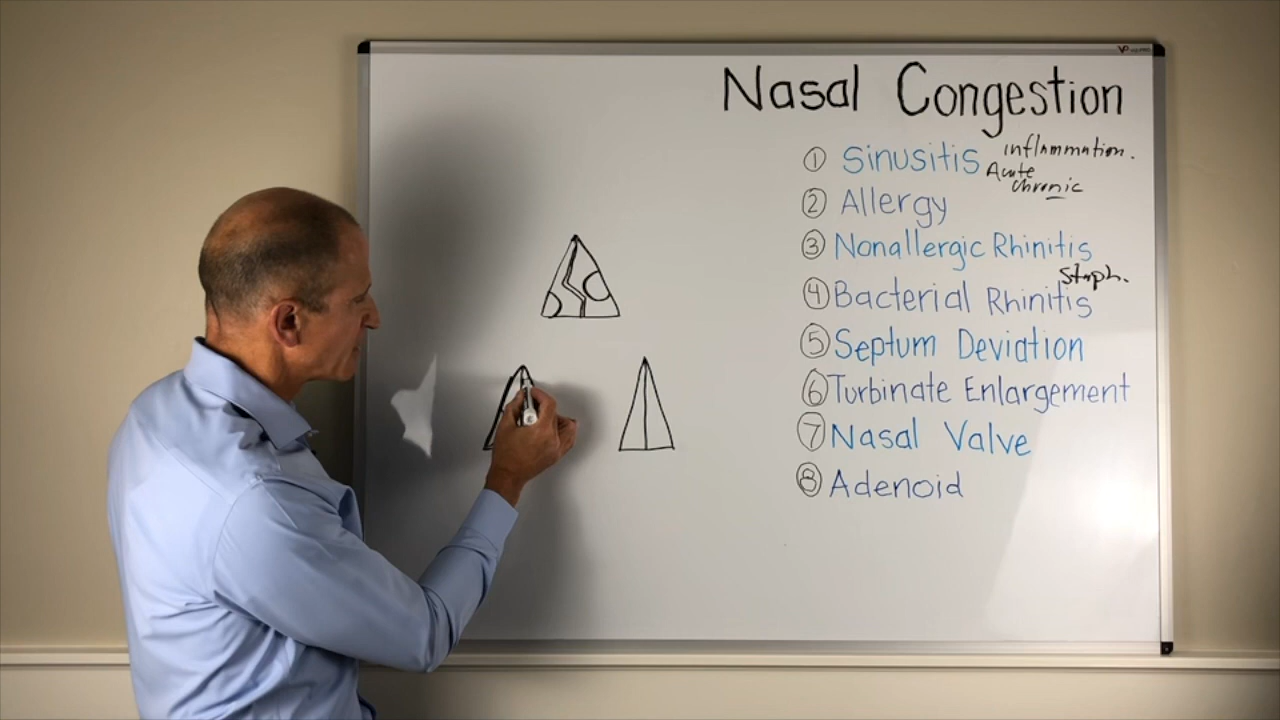 Nasal Congestion
① Sinusitis inflammation.
Acute
chronic
② Allergy
③ Nonallergic Rhinitis
Staph.
④ Bacterial Rhinitis
⑤ Septum Deviation
⑥ Turbinate Enlargement
⑦ Nasal Valve
⑧ Adenoid